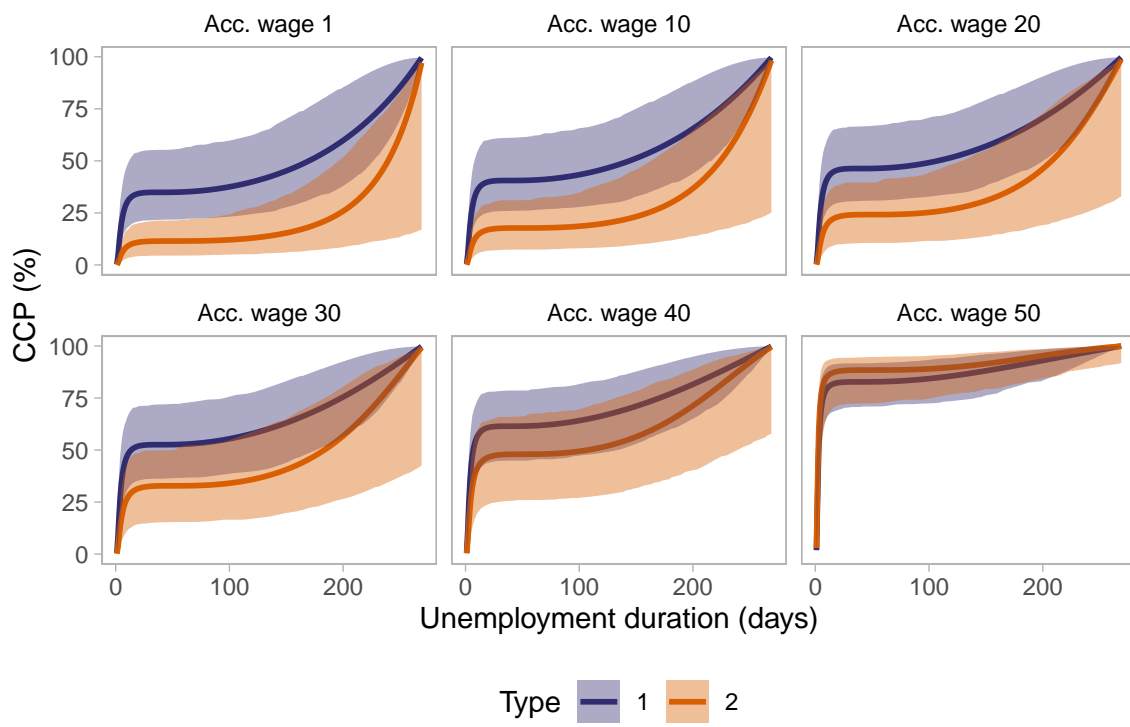 Acc. wage 1 Acc. wage 10 Acc. wage 20
100
75
50
25
0
CCP (%)
Acc. wage 30 Acc. wage 40 Acc. wage 50
100
75
50
25
0
0 100 200 0 100 200 0 100 200
Unemployment duration (days)
Type 1 2